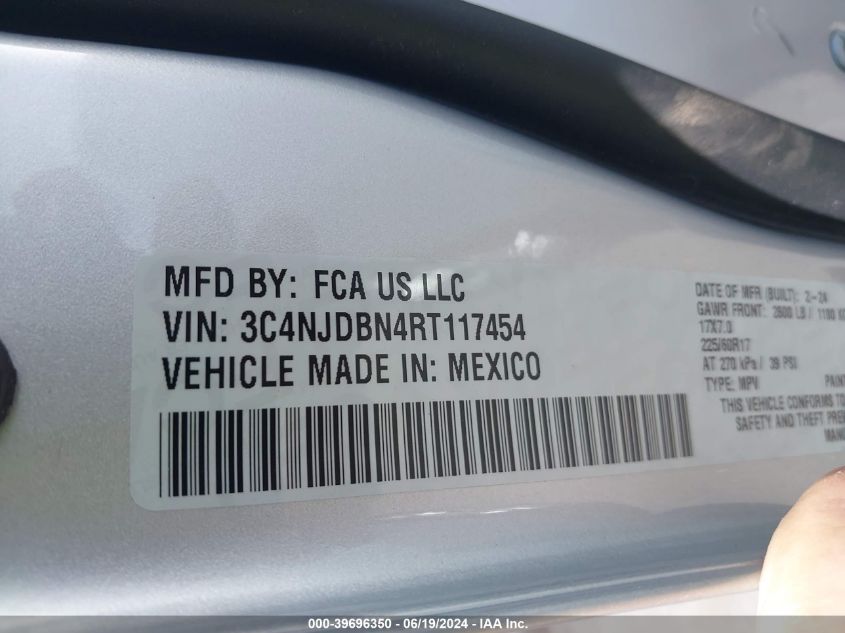 MFD BY: FCA US LLC
VIN: 3C4NJDBN4RT117454
VEHICLE MADE IN: MEXICO
DATE OF MFR (BUILT): 2-24
GAWR FRONT: 2600 LB/ 1180
17X7.0
225/60R17
AT 270 kPa / 39 PSI
TYPE: MPV
THIS VEHICLE CONFORMS TO
SAFETY AND THEFT
000-39696350 - 06/19/2024 - IAA Inc.